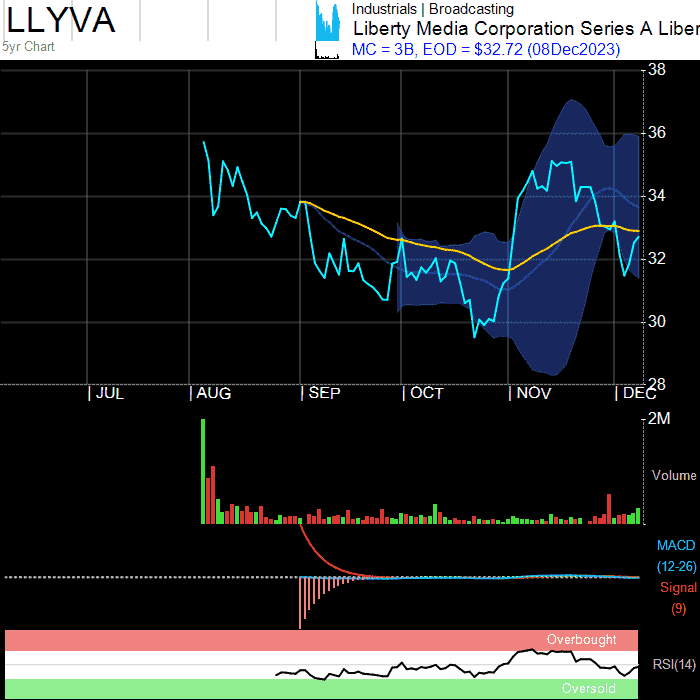 LLYVA
5yr Chart
Industrials | Broadcasting
Liberty Media Corporation Series A Liber
MC = 3B, EOD = $32.72 (08Dec2023)
38
36
34
32
30
28
JUL AUG SEP OCT NOV DEC
2M
Volume
MACD
(12-26)
Signal
(9)
Overbought
RSI(14)
Oversold